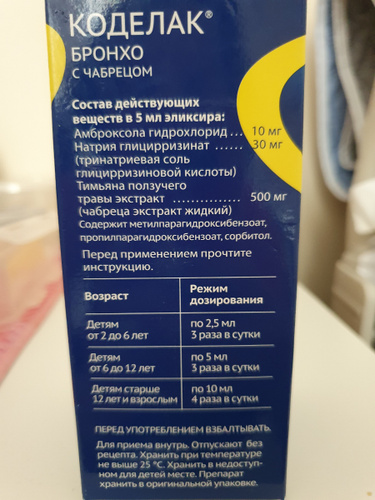 КОДЕЛАК®
БРОНХО
С ЧАБРЕЦОМ
Состав действующих
веществ в 5 мл эликсира:
Амброксола гидрохлорид ... 10 мг
Натрия глицирризинат ...... 30 мг
(тринатриевая соль
глицирризиновой кислоты)
Тимьяна ползучего
травы экстракт ............... 500 мг
(чабреца экстракт жидкий)
Содержит метилпарагидроксибензоат,
пропилпарагидроксибензоат, сорбитол.
Перед применением прочтите
инструкцию.
Возраст Режим
дозирования
Детям по 2,5 мл
от 2 до 6 лет 3 раза в сутки
Детям по 5 мл
от 6 до 12 лет 3 раза в сутки
Детям старше по 10 мл
12 лет и взрослым 4 раза в сутки
ПЕРЕД УПОТРЕБЛЕНИЕМ ВЗБАЛТЫВАТЬ.
Для приема внутрь. Отпускают без
рецепта. Хранить при температуре
не выше 25 °С. Хранить в недоступ-
ном для детей месте. Препарат
хранить в оригинальной упаковке.